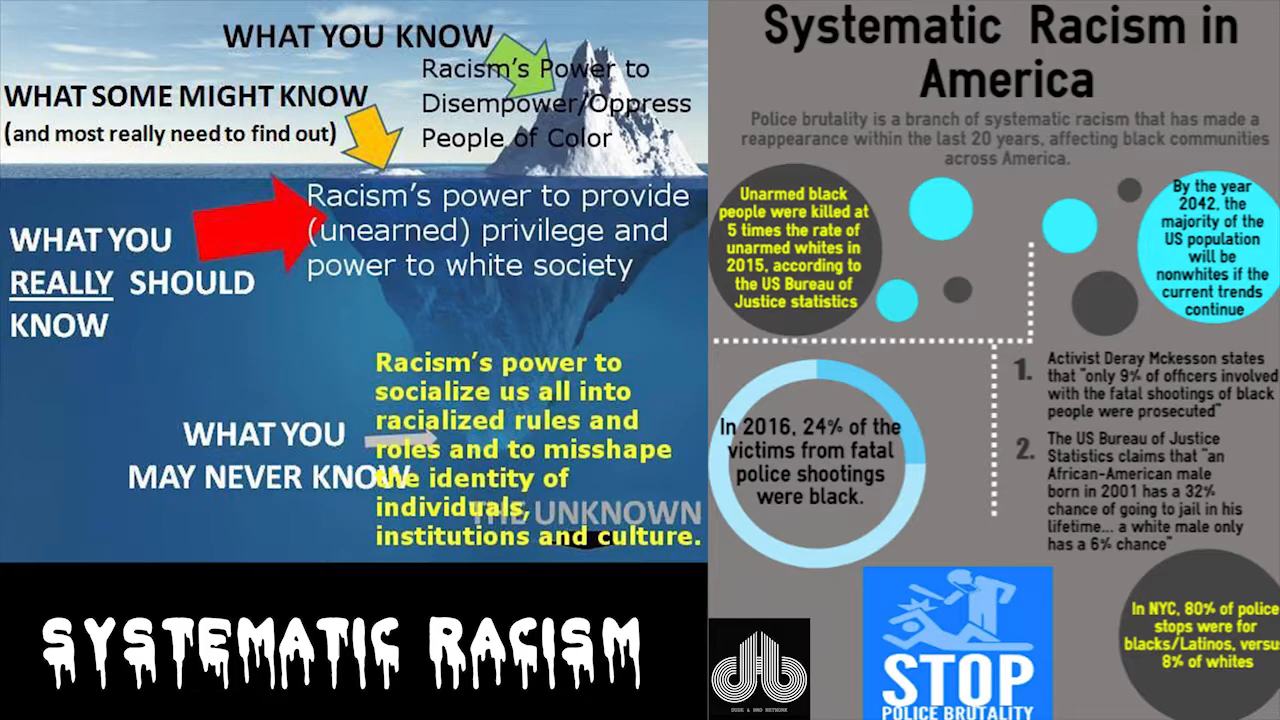 WHAT YOU KNOW
Racism's Power to
Disempower/Oppress
People of Color
WHAT SOME MIGHT KNOW
(and most really need to find out)
Racism's power to provide
(unearned) privilege and
power to white society
WHAT YOU
REALLY SHOULD
KNOW
Racism's power to
socialize us all into
racialized rules and
roles and to misshape
the identity of
individuals,
institutions and culture.
WHAT YOU
MAY NEVER KNOW
THE UNKNOWN
SYSTEMATIC RACISM
Systematic Racism in
America
Police brutality is a branch of systematic racism that has made a
reappearance within the last 20 years, affecting black communities
across America.
Unarmed black
people were killed at
5 times the rate of
unarmed whites in
2015, according to
the US Bureau of
Justice statistics
By the year
2042, the
majority of the
US population
will be
nonwhites if the
current trends
continue
In 2016, 24% of the
victims from fatal
police shootings
were black.
1.
Activist Deray Mckesson states
that "only 9% of officers involved
with the fatal shootings of black
people were prosecuted"
2.
The US Bureau of Justice
Statistics claims that "an
African-American male
born in 2001 has a 32%
chance of going to jail in his
lifetime... a white male only
has a 6% chance"
In NYC, 80% of police
stops were for
blacks/Latinos, versus
8% of whites
STOP
POLICE BRUTALITY
DUDE & BRO NETWORK